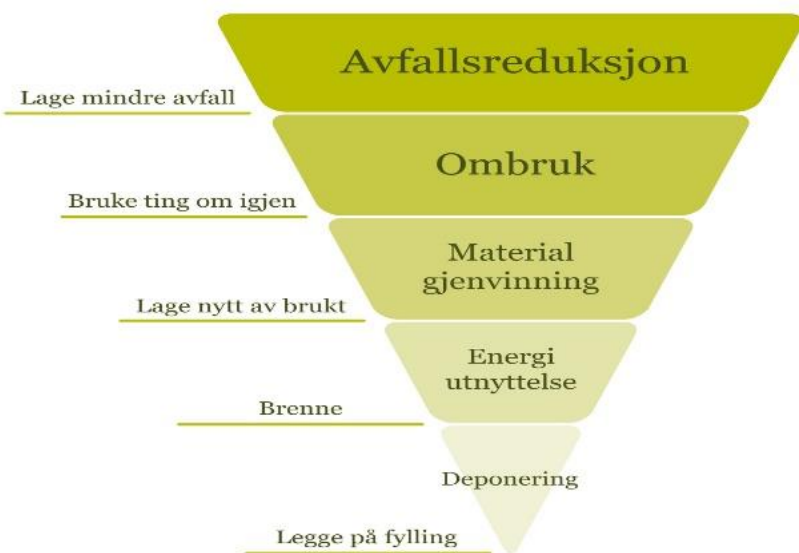 Avfallsreduksjon
Lage mindre avfall
Ombruk
Bruke ting om igjen
Material
gjenvinning
Lage nytt av brukt
Energi
utnyttelse
Brenne
Deponering
Legge på fylling